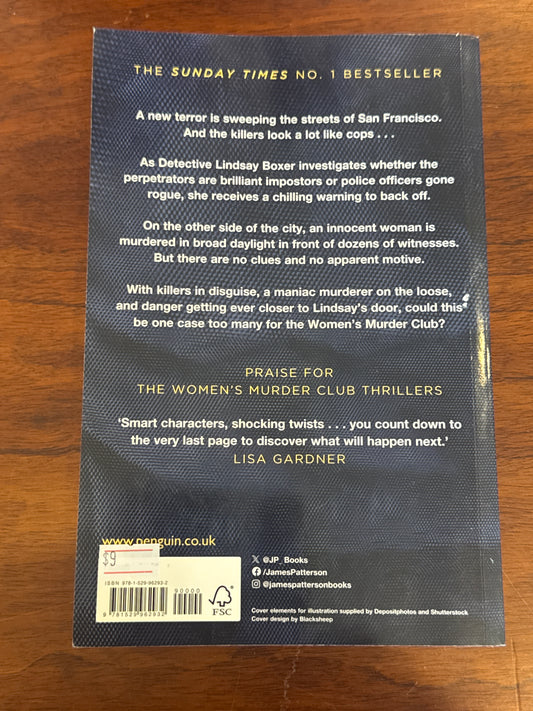 THE SUNDAY TIMES NO. 1 BESTSELLER
A new terror is sweeping the streets of San Francisco.
And the killers look a lot like cops . . .
As Detective Lindsay Boxer investigates whether the
perpetrators are brilliant impostors or police officers gone
rogue, she receives a chilling warning to back off.
On the other side of the city, an innocent woman is
murdered in broad daylight in front of dozens of witnesses.
But there are no clues and no apparent motive.
With killers in disguise, a maniac murderer on the loose,
and danger getting ever closer to Lindsay's door, could this
be one case too many for the Women's Murder Club?
PRAISE FOR
THE WOMEN'S MURDER CLUB THRILLERS
'Smart characters, shocking twists . . . you count down to
the very last page to discover what will happen next.'
LISA GARDNER
www.penguin.co.uk
$9
ISBN 978-1-529-96293-2
90000
9 781529 962932
FSC
X @JP_Books
/JamesPatterson
@jamespattersonbooks
Cover elements for illustration supplied by Depositphotos and Shutterstock
Cover design by Blacksheep